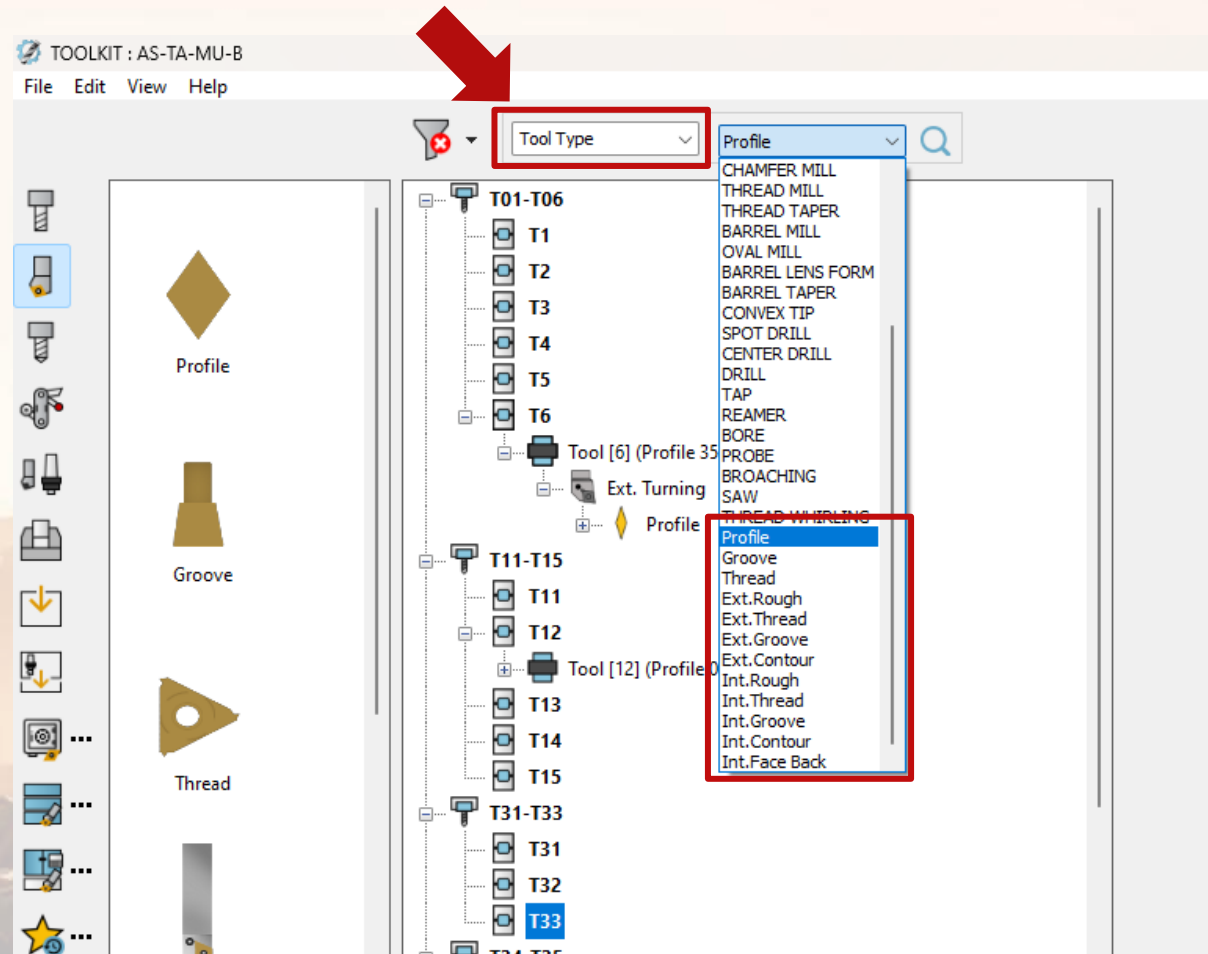 TOOLKIT : AS-TA-MU-B
File Edit View Help
Tool Type
Profile
CHAMFER MILL
THREAD MILL
THREAD TAPER
BARREL MILL
OVAL MILL
BARREL LENS FORM
BARREL TAPER
CONVEX TIP
SPOT DRILL
CENTER DRILL
DRILL
TAP
REAMER
BORE
PROBE
BROACHING
SAW
THREAD WHIRLING
Profile
Groove
Thread
Ext.Rough
Ext.Thread
Ext.Groove
Ext.Contour
Int.Rough
Int.Thread
Int.Groove
Int.Contour
Int.Face Back
Profile
Groove
Thread
T01-T06
T1
T2
T3
T4
T5
T6
Tool [6] (Profile 35
Ext. Turning
Profile
T11-T15
T11
T12
Tool [12] (Profile 0
T13
T14
T15
T31-T33
T31
T32
T33